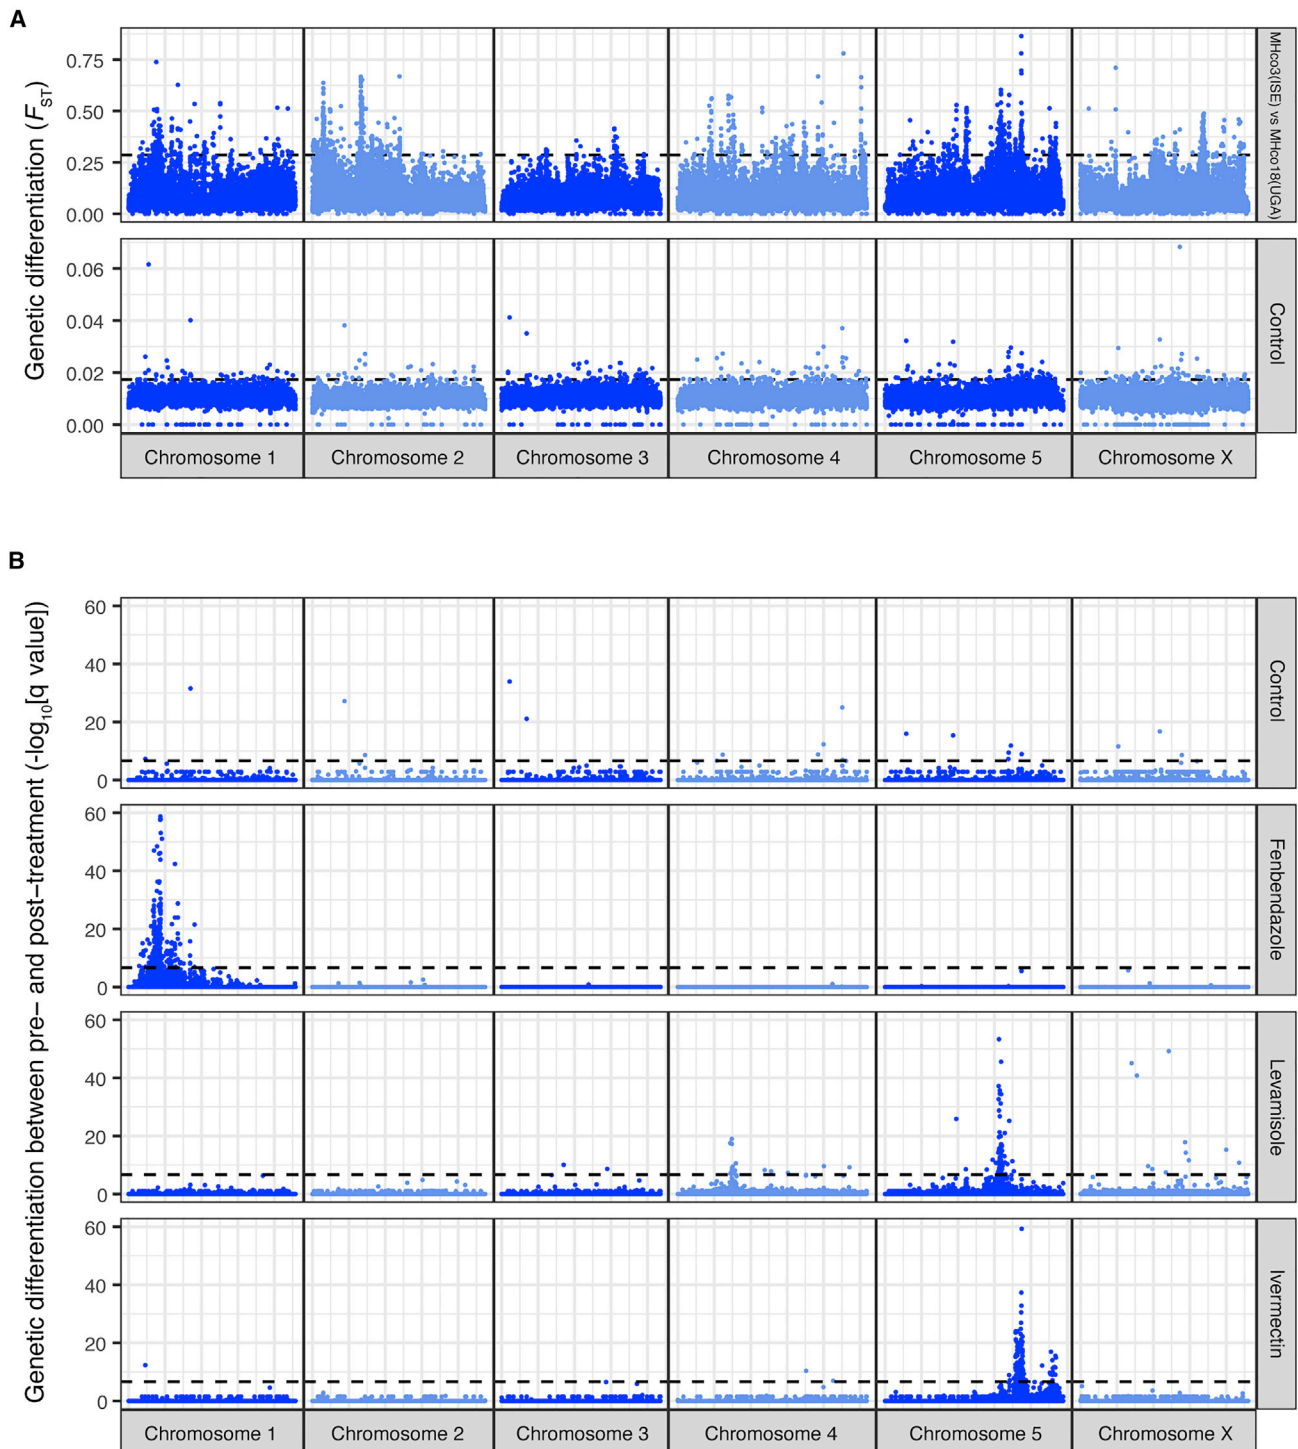 A
Genetic differentiation (FST)
0.75
0.50
0.25
0.00
MHco3(ISE) vs MHco18(UGA)
0.06
0.04
0.02
0.00
Control
Chromosome 1 Chromosome 2 Chromosome 3 Chromosome 4 Chromosome 5 Chromosome X
B
Genetic differentiation between pre− and post−treatment (-log10[q value])
60
40
20
0
Control
60
40
20
0
Fenbendazole
60
40
20
0
Levamisole
60
40
20
0
Ivermectin
Chromosome 1 Chromosome 2 Chromosome 3 Chromosome 4 Chromosome 5 Chromosome X